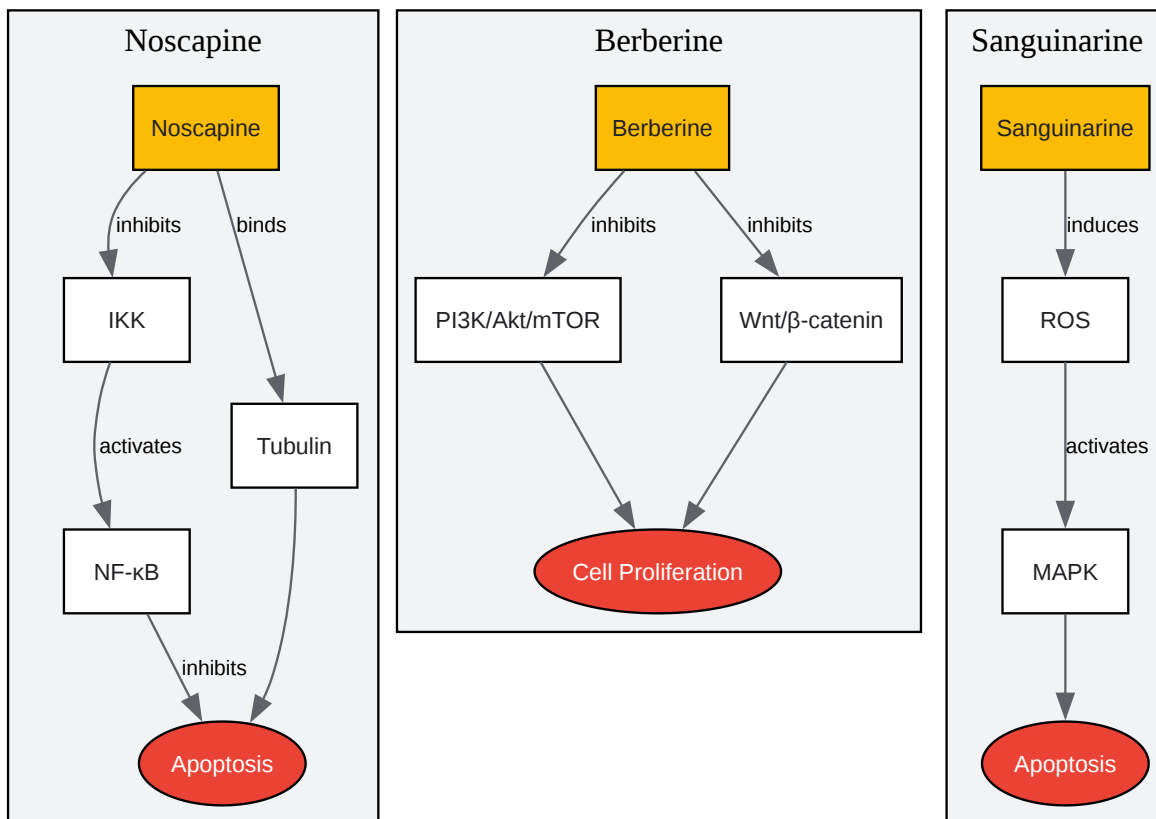 Noscapine
Noscapine
inhibits
binds
IKK
activates
Tubulin
NF-κB
inhibits
Apoptosis
Berberine
Berberine
inhibits
inhibits
PI3K/Akt/mTOR
Wnt/β-catenin
Cell Proliferation
Sanguinarine
Sanguinarine
induces
ROS
activates
MAPK
Apoptosis